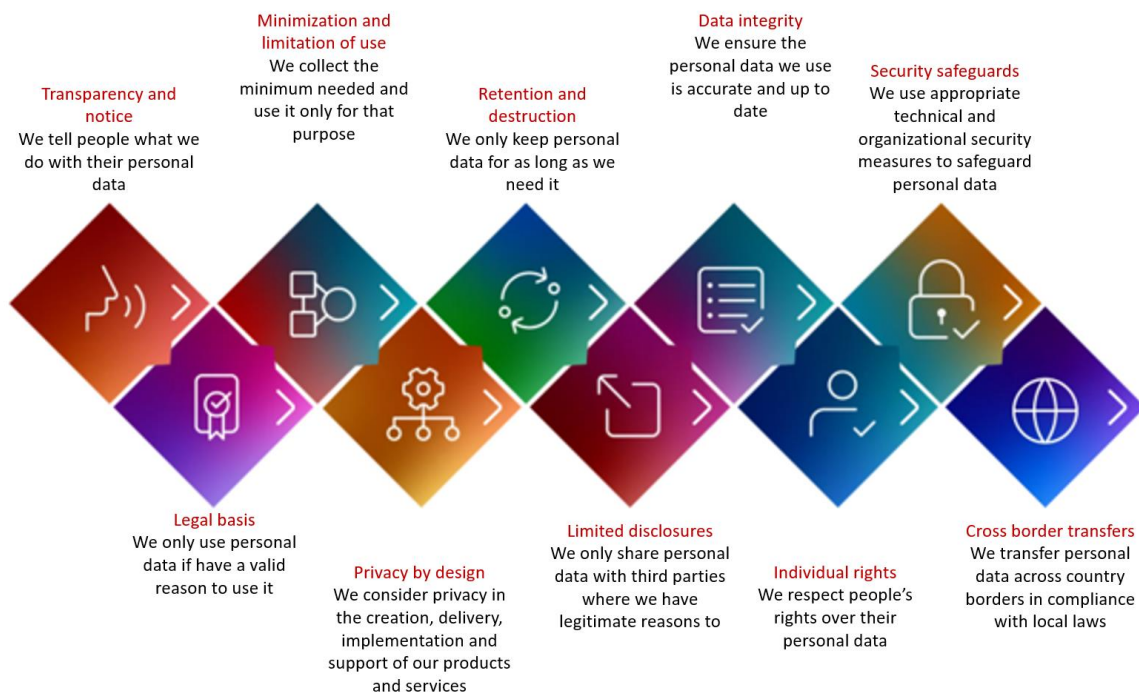 Transparency and
notice
We tell people what we
do with their personal
data
Legal basis
We only use personal
data if have a valid
reason to use it
Minimization and
limitation of use
We collect the
minimum needed and
use it only for that
purpose
Privacy by design
We consider privacy in
the creation, delivery,
implementation and
support of our products
and services
Retention and
destruction
We only keep personal
data for as long as we
need it
Limited disclosures
We only share personal
data with third parties
where we have
legitimate reasons to
Data integrity
We ensure the
personal data we use
is accurate and up to
date
Individual rights
We respect people’s
rights over their
personal data
Security safeguards
We use appropriate
technical and
organizational security
measures to safeguard
personal data
Cross border transfers
We transfer personal
data across country
borders in compliance
with local laws